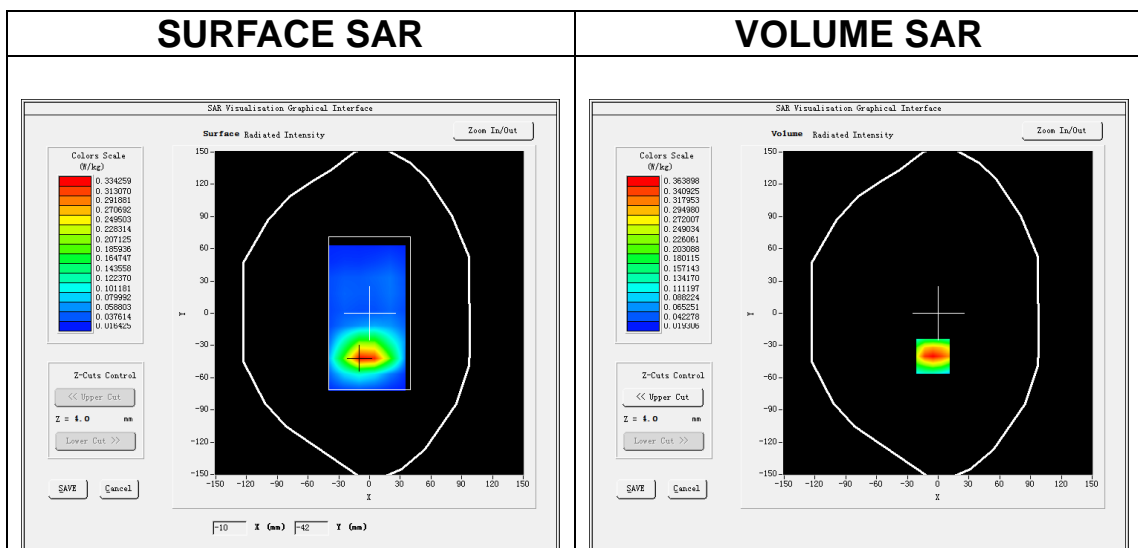 SURFACE SAR
VOLUME SAR
SAR Visualisation Graphical Interface
Surface Radiated Intensity
Zoom In/Out
Colors Scale
(W/kg)
0.334259
0.313070
0.291881
0.270692
0.249503
0.228314
0.207125
0.185936
0.164747
0.143558
0.122370
0.101181
0.079992
0.058803
0.037614
0.016425
150
120
90
60
30
0
-30
-60
-90
-120
-150
Y
-150 -120 -90 -60 -30 0 30 60 90 120 150
X
Z-Cuts Control
<< Upper Cut
Z = 4.0 mm
Lower Cut >>
SAVE Cancel
-10 X (mm) -42 Y (mm)
SAR Visualisation Graphical Interface
Volume Radiated Intensity
Zoom In/Out
Colors Scale
(W/kg)
0.363898
0.340925
0.317953
0.294980
0.272007
0.249034
0.226061
0.203088
0.180115
0.157143
0.134170
0.111197
0.088224
0.065251
0.042278
0.019306
150
120
90
60
30
0
-30
-60
-90
-120
-150
Y
-150 -120 -90 -60 -30 0 30 60 90 120 150
X
Z-Cuts Control
<< Upper Cut
Z = 4.0 mm
Lower Cut >>
SAVE Cancel